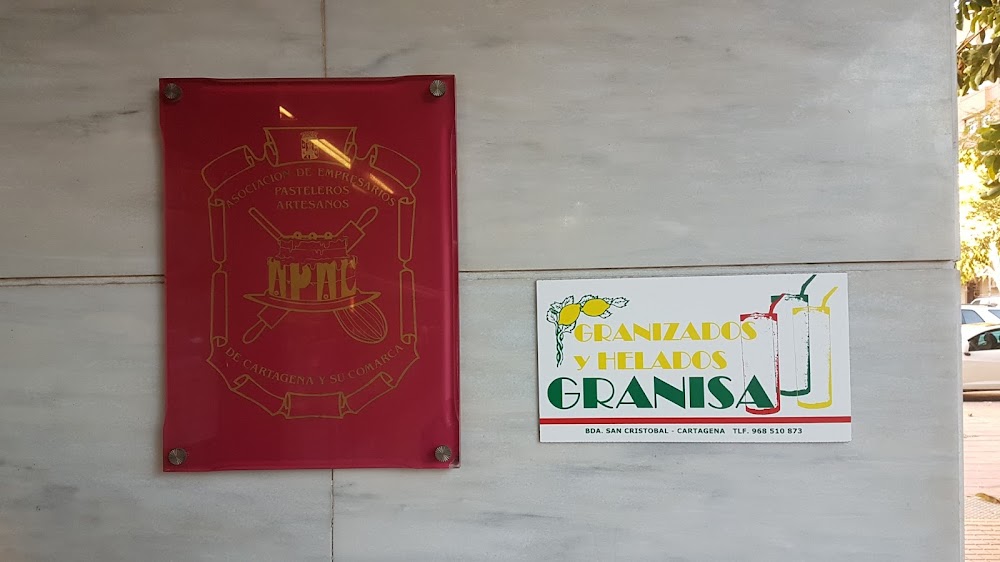 ASOCIACIÓN DE EMPRESARIOS
PASTELEROS
ARTESANOS
APAC
DE CARTAGENA Y SU COMARCA
GRANIZADOS
y HELADOS
GRANISA
BDA. SAN CRISTOBAL - CARTAGENA TLF. 968 510 873